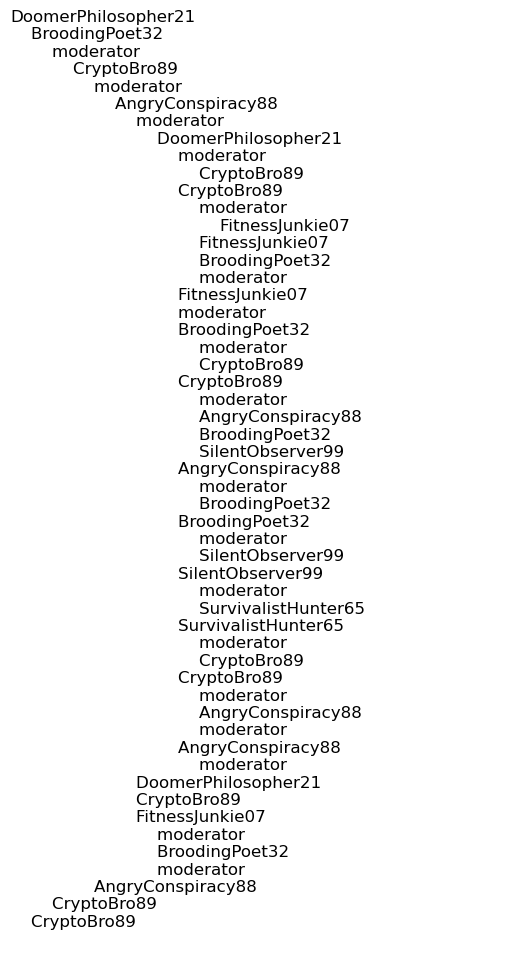 DoomerPhilosopher21
BroodingPoet32
moderator
CryptoBro89
moderator
AngryConspiracy88
moderator
DoomerPhilosopher21
moderator
CryptoBro89
CryptoBro89
moderator
FitnessJunkie07
FitnessJunkie07
BroodingPoet32
moderator
FitnessJunkie07
moderator
BroodingPoet32
moderator
CryptoBro89
CryptoBro89
moderator
AngryConspiracy88
BroodingPoet32
SilentObserver99
AngryConspiracy88
moderator
BroodingPoet32
BroodingPoet32
moderator
SilentObserver99
SilentObserver99
moderator
SurvivalistHunter65
SurvivalistHunter65
moderator
CryptoBro89
CryptoBro89
moderator
AngryConspiracy88
moderator
AngryConspiracy88
moderator
DoomerPhilosopher21
CryptoBro89
FitnessJunkie07
moderator
BroodingPoet32
moderator
AngryConspiracy88
CryptoBro89
CryptoBro89